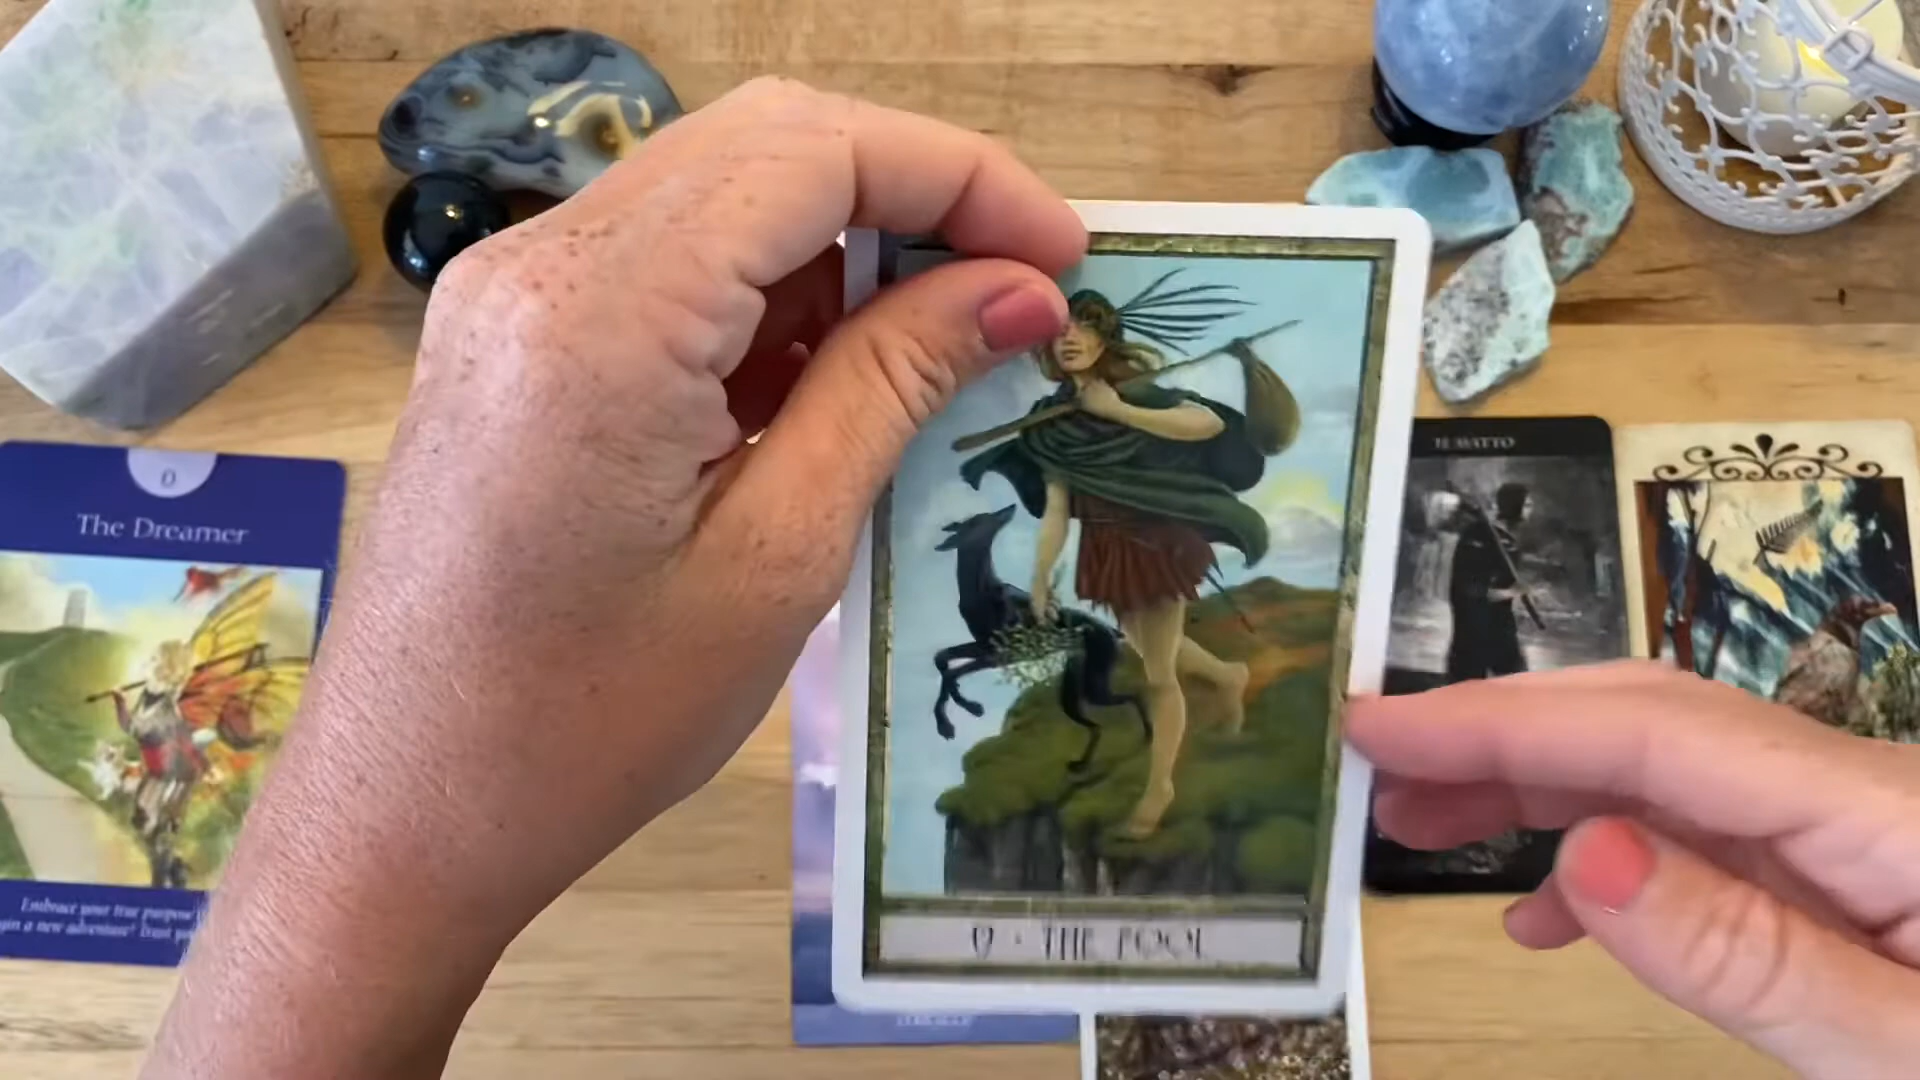 0
The Dreamer
Embrace your true purpose
a new adventure! Trust
IL MATTO
0 · THE FOOL